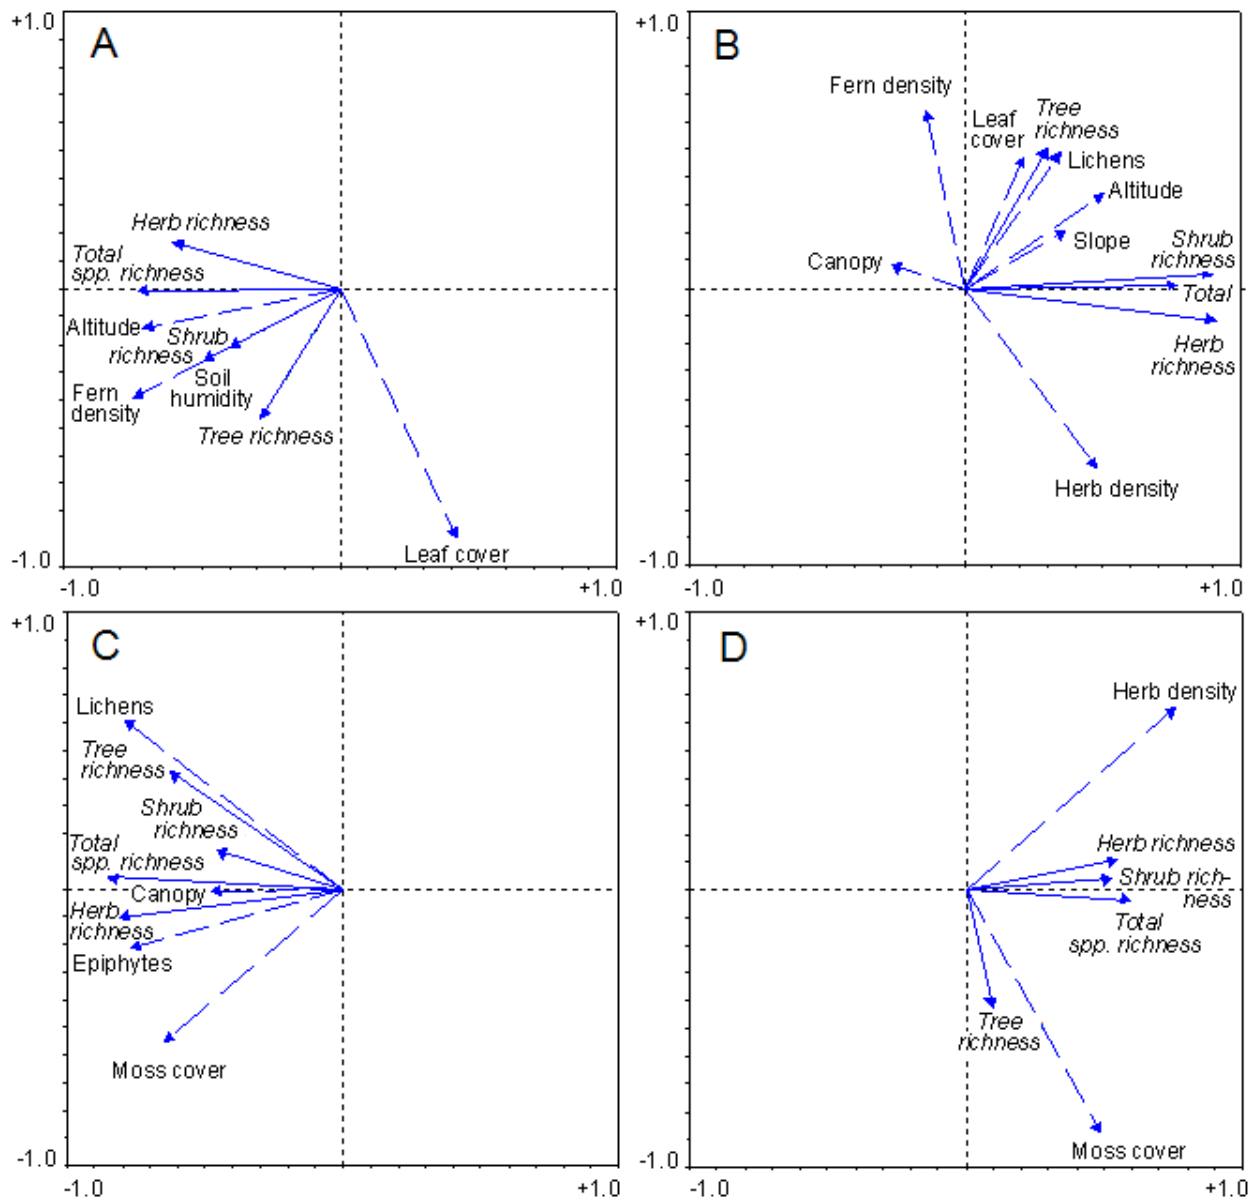 +1.0
A
Herb richness
Total
spp. richness
Altitude
Shrub
richness
Soil
humidity
Fern
density
Tree richness
Leaf cover
-1.0
-1.0
+1.0
+1.0
B
Fern density
Leaf
cover
Tree
richness
Lichens
Altitude
Slope
Canopy
Shrub
richness
Total
Herb
richness
Herb density
-1.0
-1.0
+1.0
+1.0
C
Lichens
Tree
richness
Shrub
richness
Total
spp. richness
Canopy
Herb
richness
Epiphytes
Moss cover
-1.0
-1.0
+1.0
+1.0
D
Herb density
Herb richness
Shrub rich-
ness
Total
spp. richness
Tree
richness
Moss cover
-1.0
-1.0
+1.0